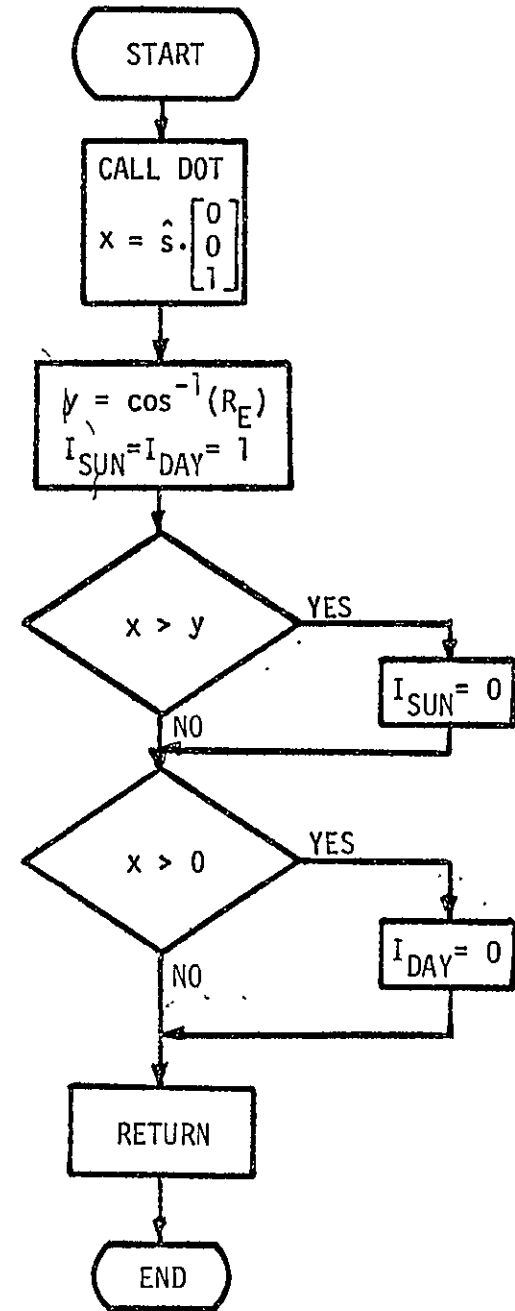 START
CALL DOT
x = ŝ·[0 0 1]
y = cos⁻¹(R_E)
I_SUN=I_DAY= 1
x > y
YES
I_SUN= 0
NO
x > 0
YES
I_DAY= 0
NO
RETURN
END